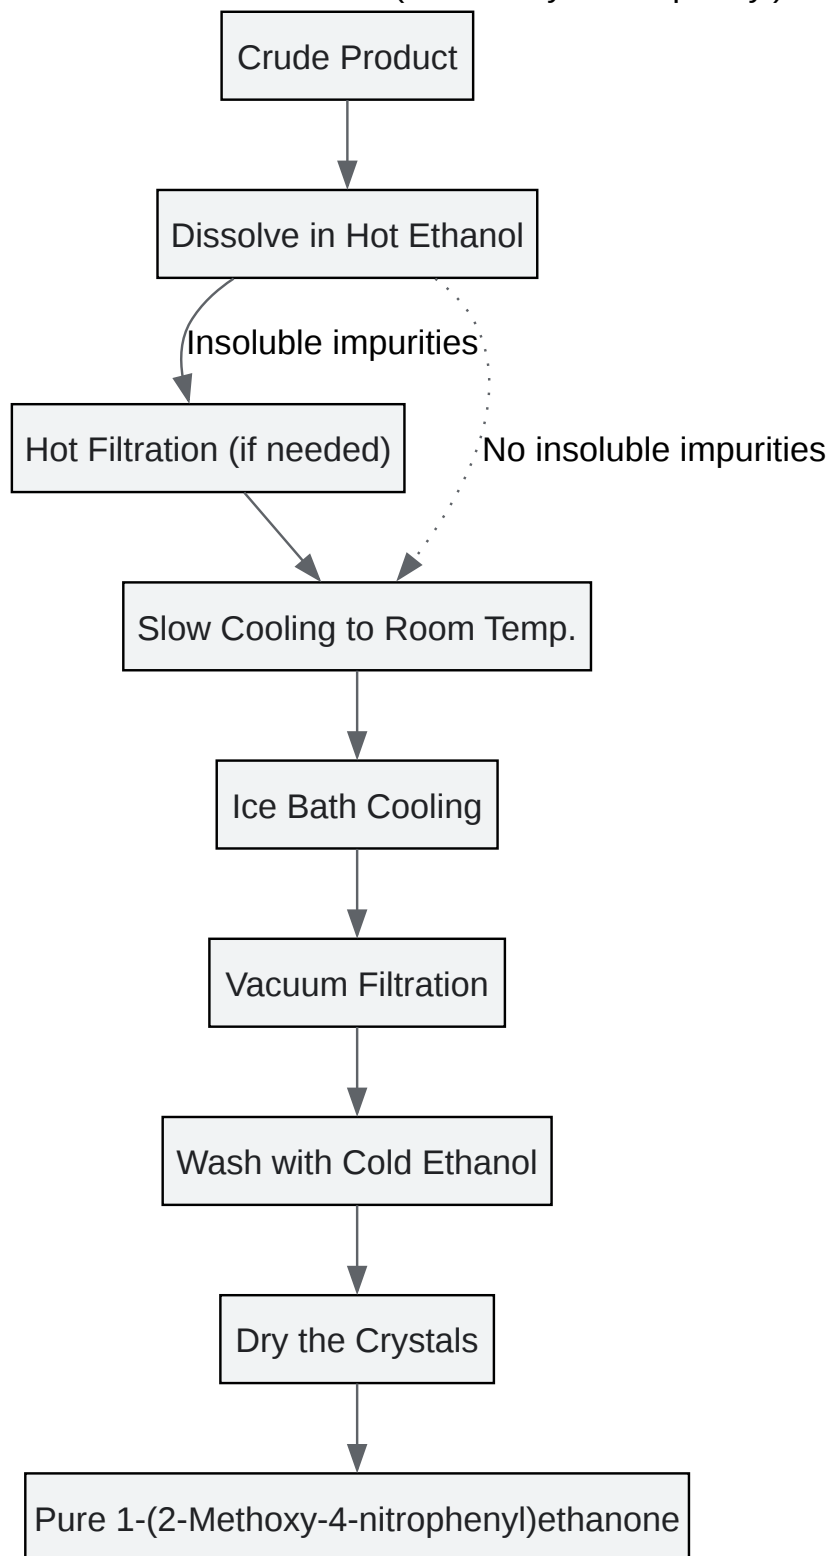 Crude Product
Dissolve in Hot Ethanol
Insoluble impurities
Hot Filtration (if needed)
No insoluble impurities
Slow Cooling to Room Temp.
Ice Bath Cooling
Vacuum Filtration
Wash with Cold Ethanol
Dry the Crystals
Pure 1-(2-Methoxy-4-nitrophenyl)ethanone